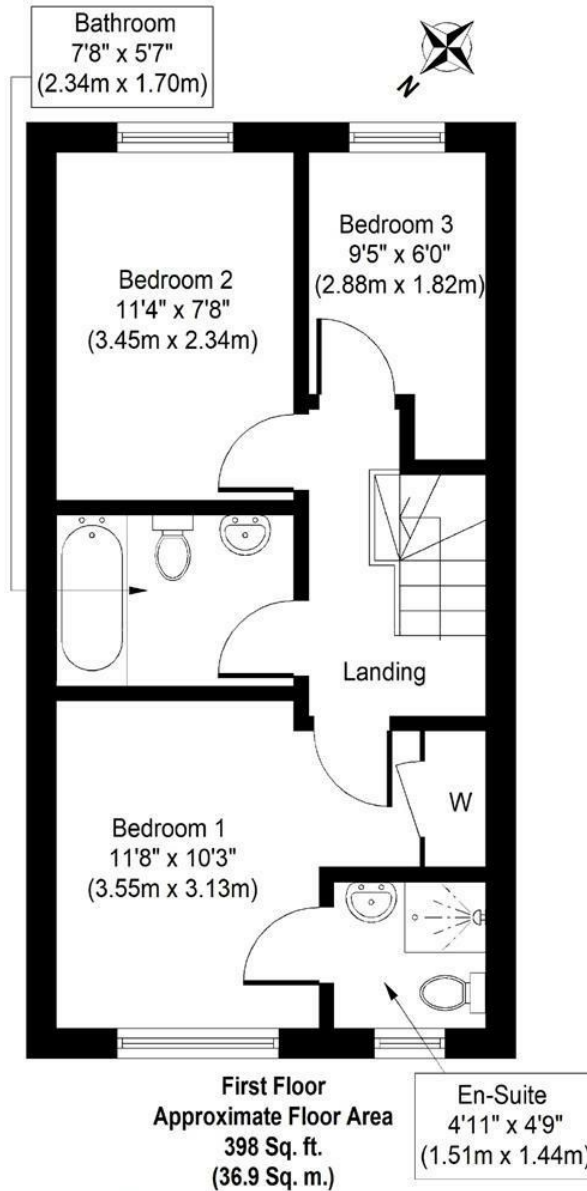 Bathroom
7'8" x 5'7"
(2.34m x 1.70m)
N
Bedroom 3
9'5" x 6'0"
(2.88m x 1.82m)
Bedroom 2
11'4" x 7'8"
(3.45m x 2.34m)
Landing
W
Bedroom 1
11'8" x 10'3"
(3.55m x 3.13m)
First Floor
Approximate Floor Area
398 Sq. ft.
(36.9 Sq. m.)
En-Suite
4'11" x 4'9"
(1.51m x 1.44m)